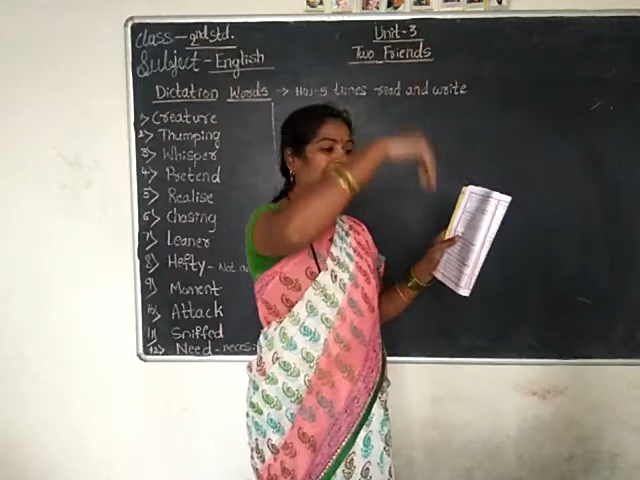 Class - 2nd std.
Unit-3
Subject - English
Two Friends
Dictation Words -> HW-5 times read and write
1> Creature
2> Thumping
3> Whisper
4> Pretend
5> Realise
6> Chasing
7> Leaner
8> Hefty - Not
9> Moment
10> Attack
11> Sniffed
12> Need -